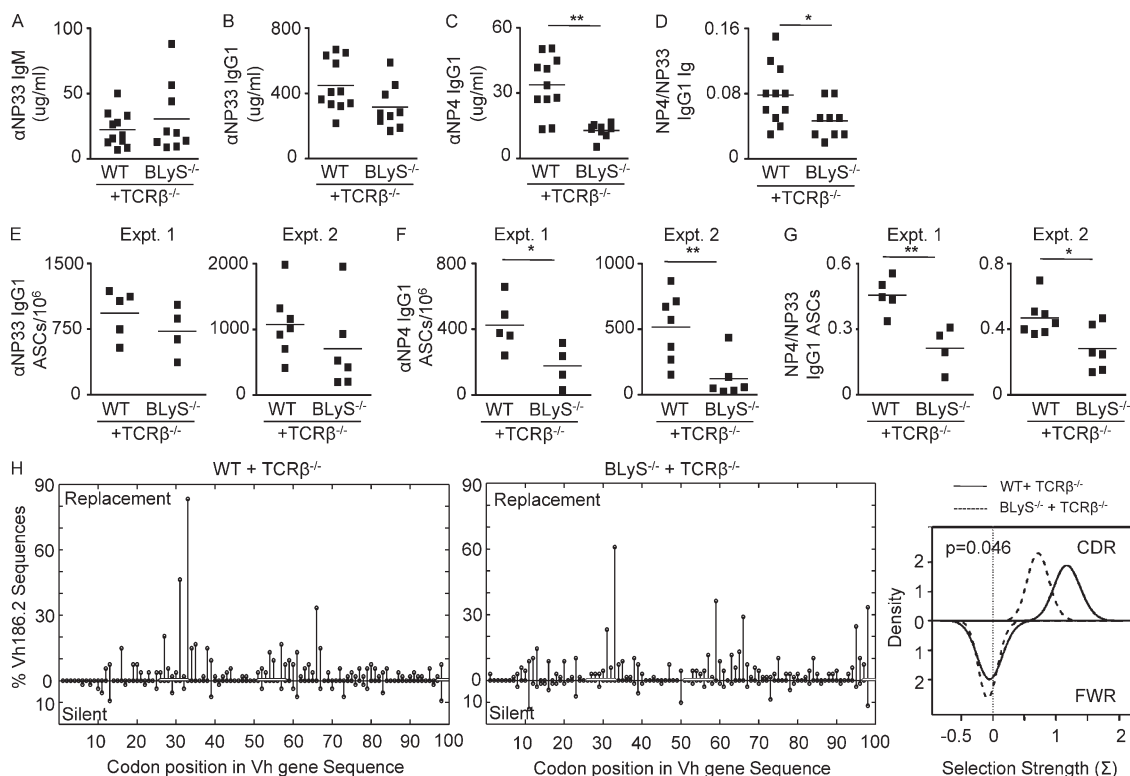 A
αNP33 IgM
(ug/ml)
100
50
25
0
WT BLyS-/-
+TCRβ-/-
B
αNP33 IgG1
(ug/ml)
800
400
0
WT BLyS-/-
+TCRβ-/-
C
αNP4 IgG1
(ug/ml)
60
30
0
**
WT BLyS-/-
+TCRβ-/-
D
NP4/NP33
IgG1 Ig
0.16
0.08
0
*
WT BLyS-/-
+TCRβ-/-
E
Expt. 1
αNP33 IgG1
ASCs/10⁶
1500
750
0
WT BLyS-/-
+TCRβ-/-
Expt. 2
2000
1000
0
WT BLyS-/-
+TCRβ-/-
F
Expt. 1
αNP4 IgG1
ASCs/10⁶
800
400
0
*
WT BLyS-/-
+TCRβ-/-
Expt. 2
1000
500
0
**
WT BLyS-/-
+TCRβ-/-
G
Expt. 1
NP4/NP33
IgG1 ASCs
0.6
0.3
0
**
WT BLyS-/-
+TCRβ-/-
Expt. 2
0.8
0.4
0
*
WT BLyS-/-
+TCRβ-/-
H
WT + TCRβ-/-
% Vh186.2 Sequences
90
60
30
0
10
Replacement
Silent
10 20 30 40 50 60 70 80 90 100
Codon position in Vh gene Sequence
BLyS-/- + TCRβ-/-
90
60
30
0
10
Replacement
Silent
10 20 30 40 50 60 70 80 90 100
Codon position in Vh gene Sequence
WT+ TCRβ-/-
BLyS-/- + TCRβ-/-
p=0.046
CDR
FWR
Density
2
1
0
1
2
-0.5 0 1 2
Selection Strength (Σ)